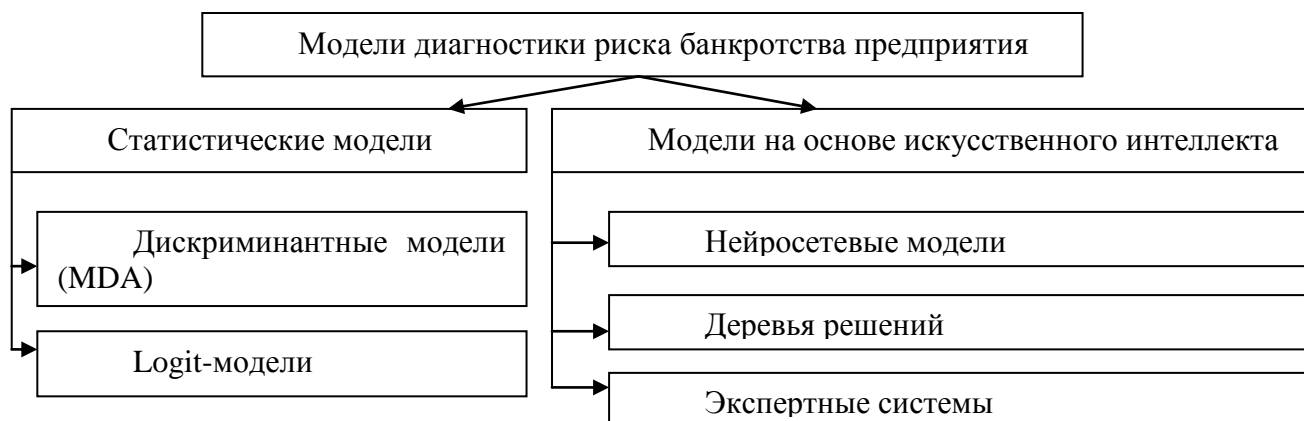 Модели диагностики риска банкротства предприятия
Статистические модели
Дискриминантные модели
(MDA)
Logit-модели
Модели на основе искусственного интеллекта
Нейросетевые модели
Деревья решений
Экспертные системы